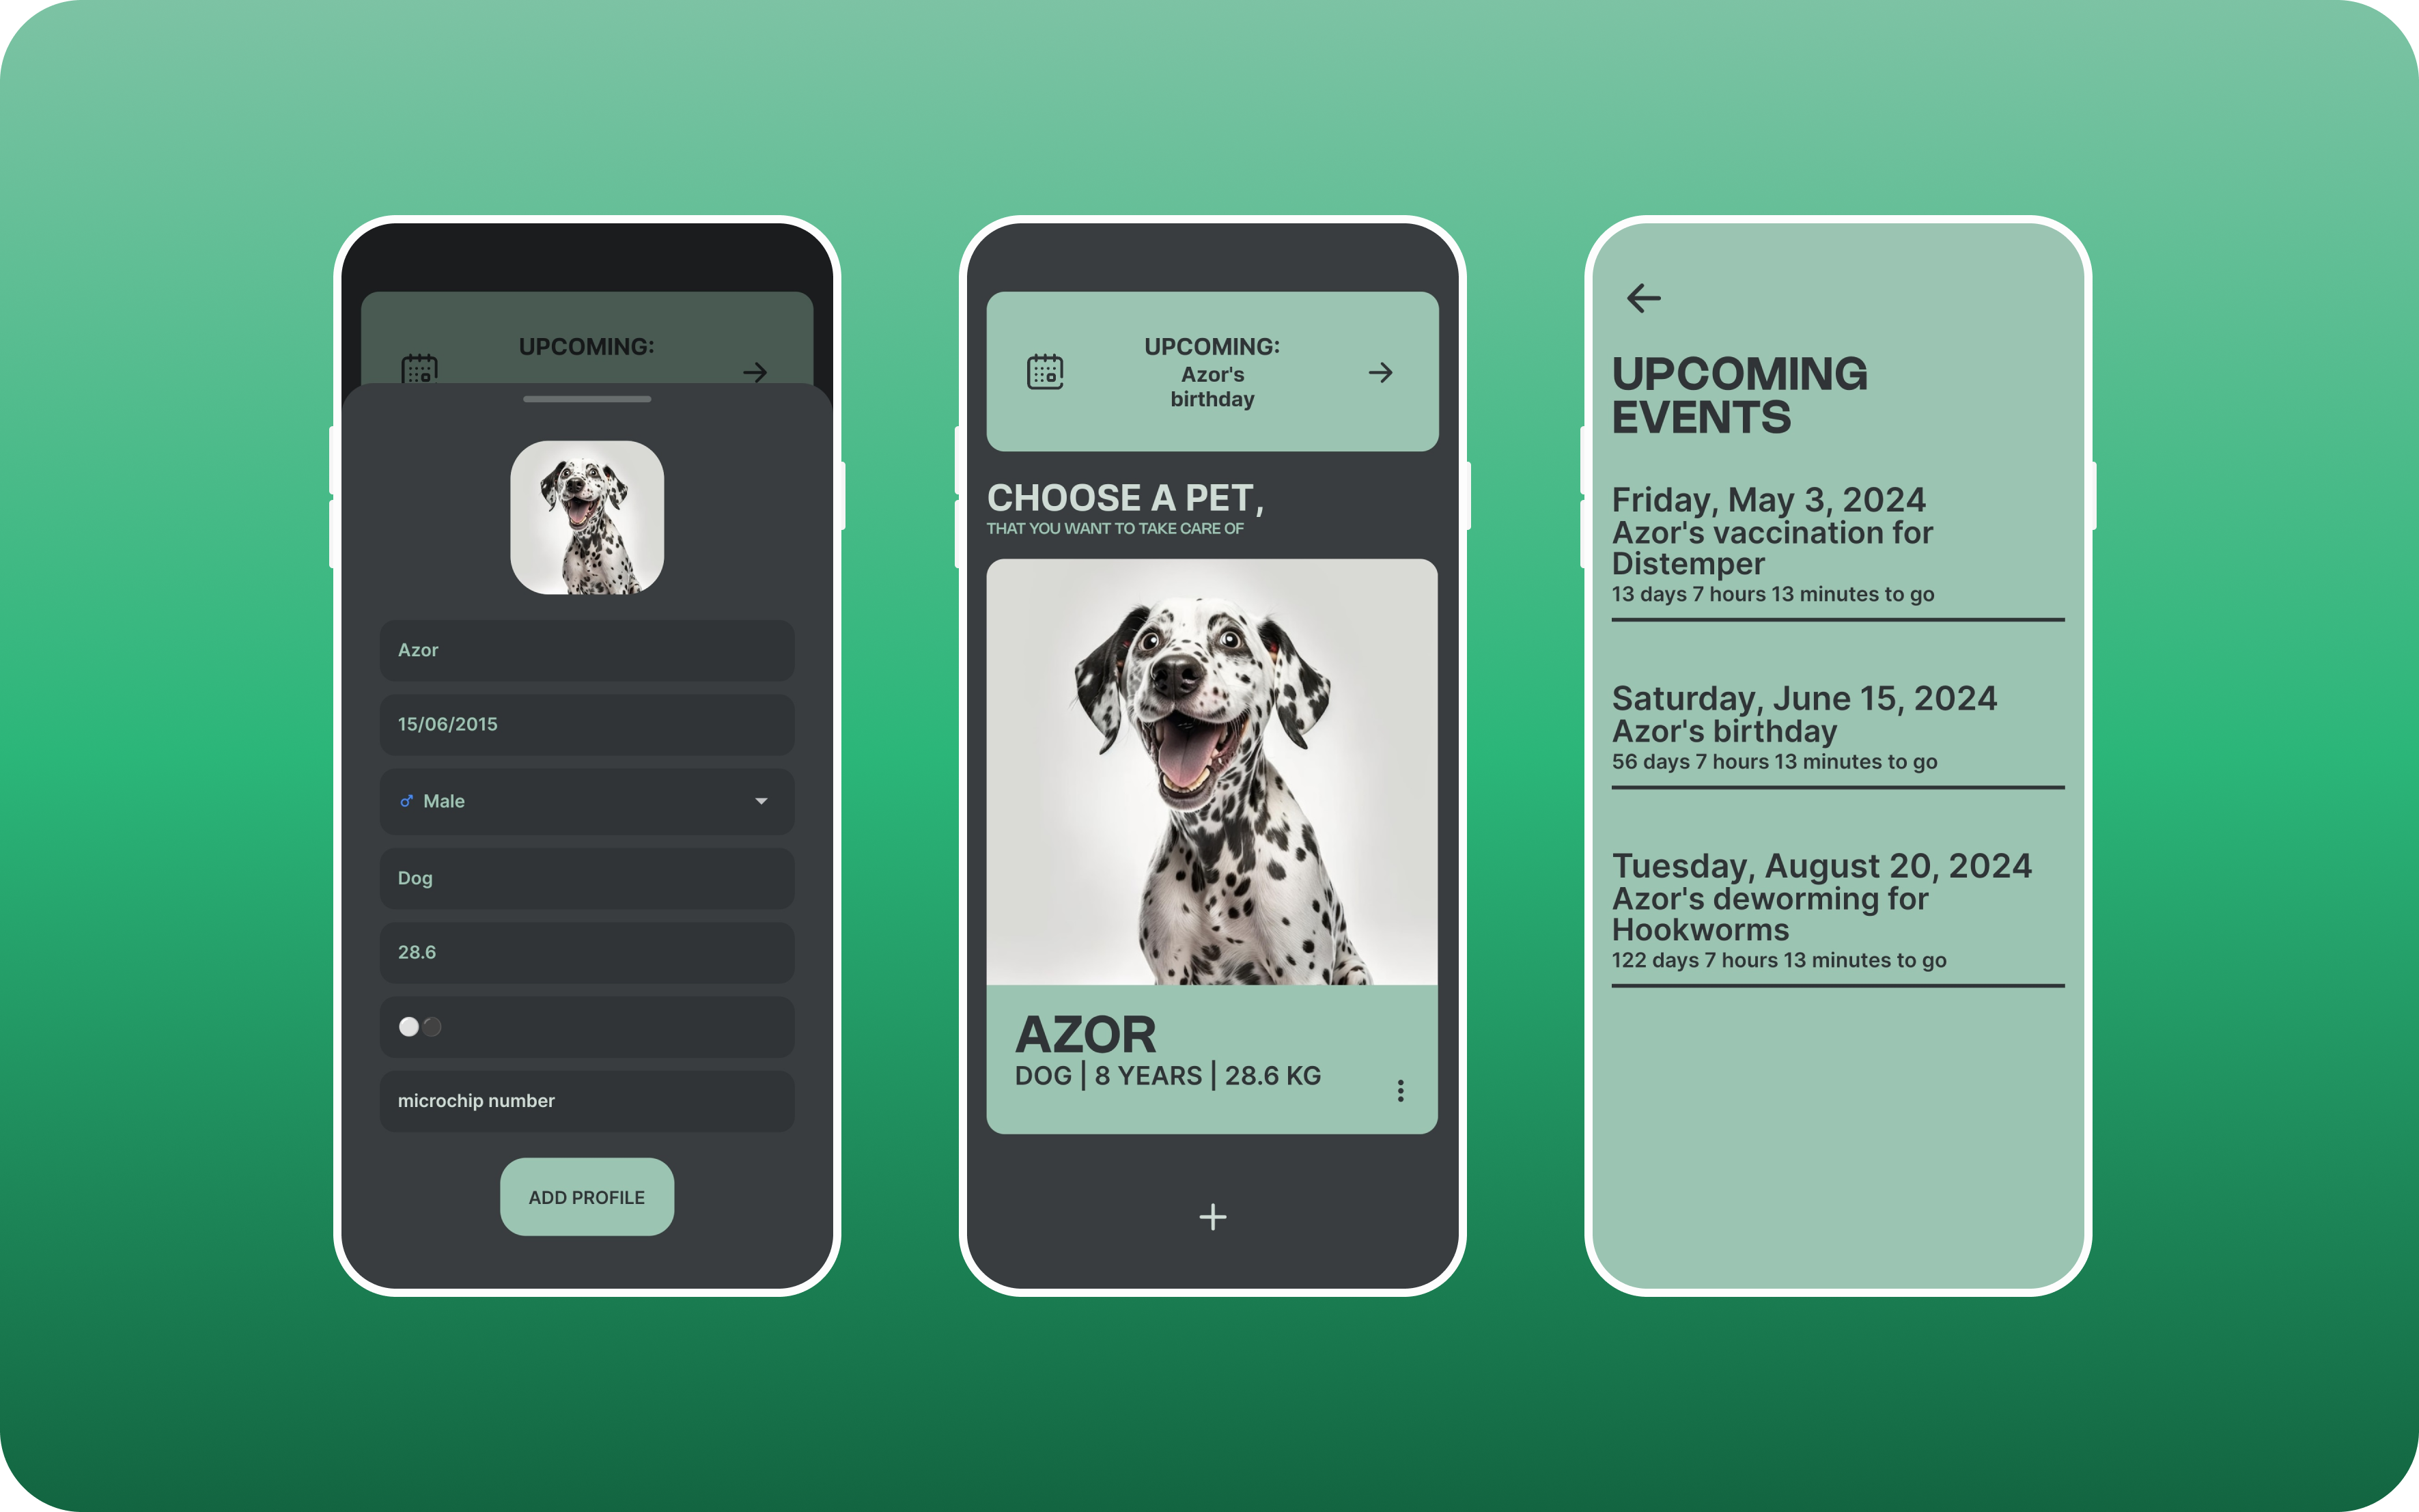 UPCOMING:
Azor
15/06/2015
♂ Male
Dog
28.6
⚪⚫
microchip number
ADD PROFILE
UPCOMING:
Azor's
birthday
CHOOSE A PET,
THAT YOU WANT TO TAKE CARE OF
AZOR
DOG | 8 YEARS | 28.6 KG
UPCOMING
EVENTS
Friday, May 3, 2024
Azor's vaccination for
Distemper
13 days 7 hours 13 minutes to go
Saturday, June 15, 2024
Azor's birthday
56 days 7 hours 13 minutes to go
Tuesday, August 20, 2024
Azor's deworming for
Hookworms
122 days 7 hours 13 minutes to go